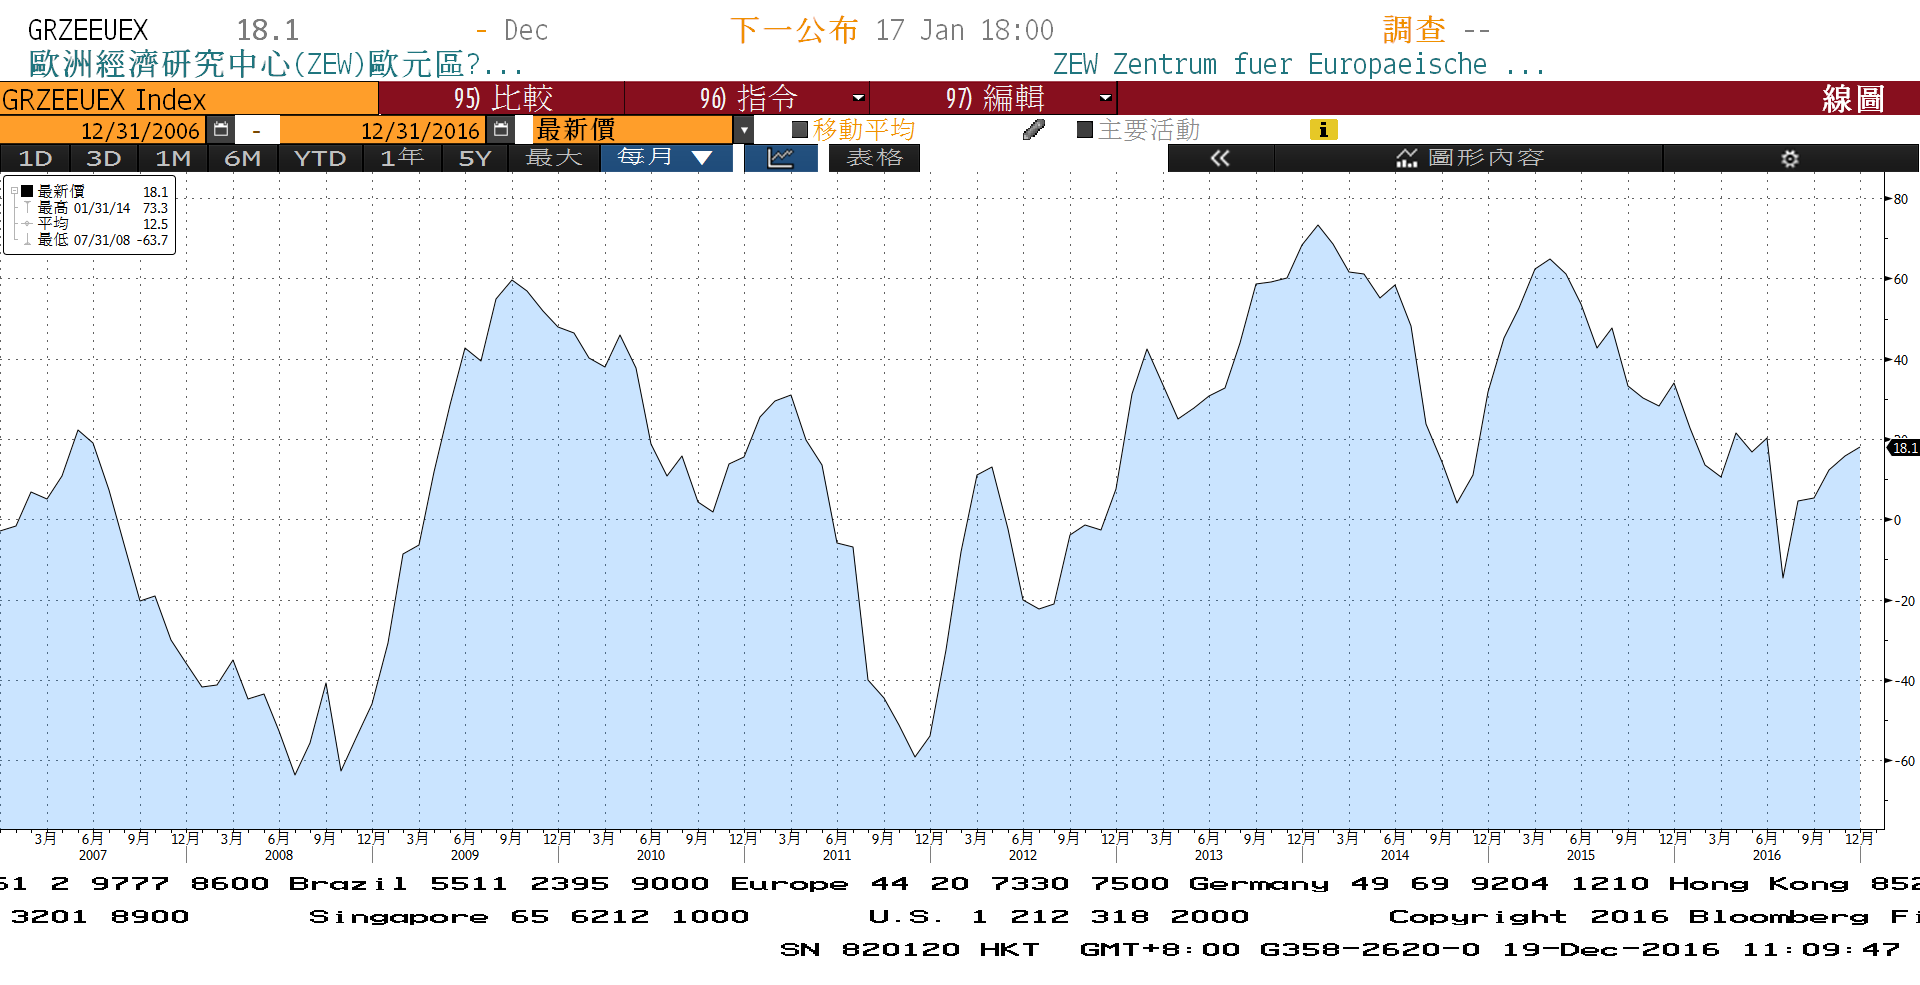 GRZEEUEX 18.1 - Dec 下一公布 17 Jan 18:00 調查 --
歐洲經濟研究中心(ZEW)歐元區?... ZEW Zentrum fuer Europaeische ...
GRZEEUEX Index 95) 比較 96) 指令 97) 編輯 線圖
12/31/2006 - 12/31/2016 最新價 移動平均 主要活動
1D 3D 1M 6M YTD 1年 5Y 最大 每月 ▼ 表格 « 圖形內容
最新價 18.1
最高 01/31/14 73.3
平均 12.5
最低 07/31/08 -63.7
80
60
40
18.1
0
-20
-40
-60
3月 6月 9月 12月 3月 6月 9月 12月 3月 6月 9月 12月 3月 6月 9月 12月 3月 6月 9月 12月 3月 6月 9月 12月 3月 6月 9月 12月 3月 6月 9月 12月 3月 6月 9月 12月 3月 6月 9月 12月
2007 2008 2009 2010 2011 2012 2013 2014 2015 2016
61 2 9777 8600 Brazil 5511 2395 9000 Europe 44 20 7330 7500 Germany 49 69 9204 1210 Hong Kong 852
3201 8900 Singapore 65 6212 1000 U.S. 1 212 318 2000 Copyright 2016 Bloomberg Fi
SN 820120 HKT GMT+8:00 G358-2620-0 19-Dec-2016 11:09:47